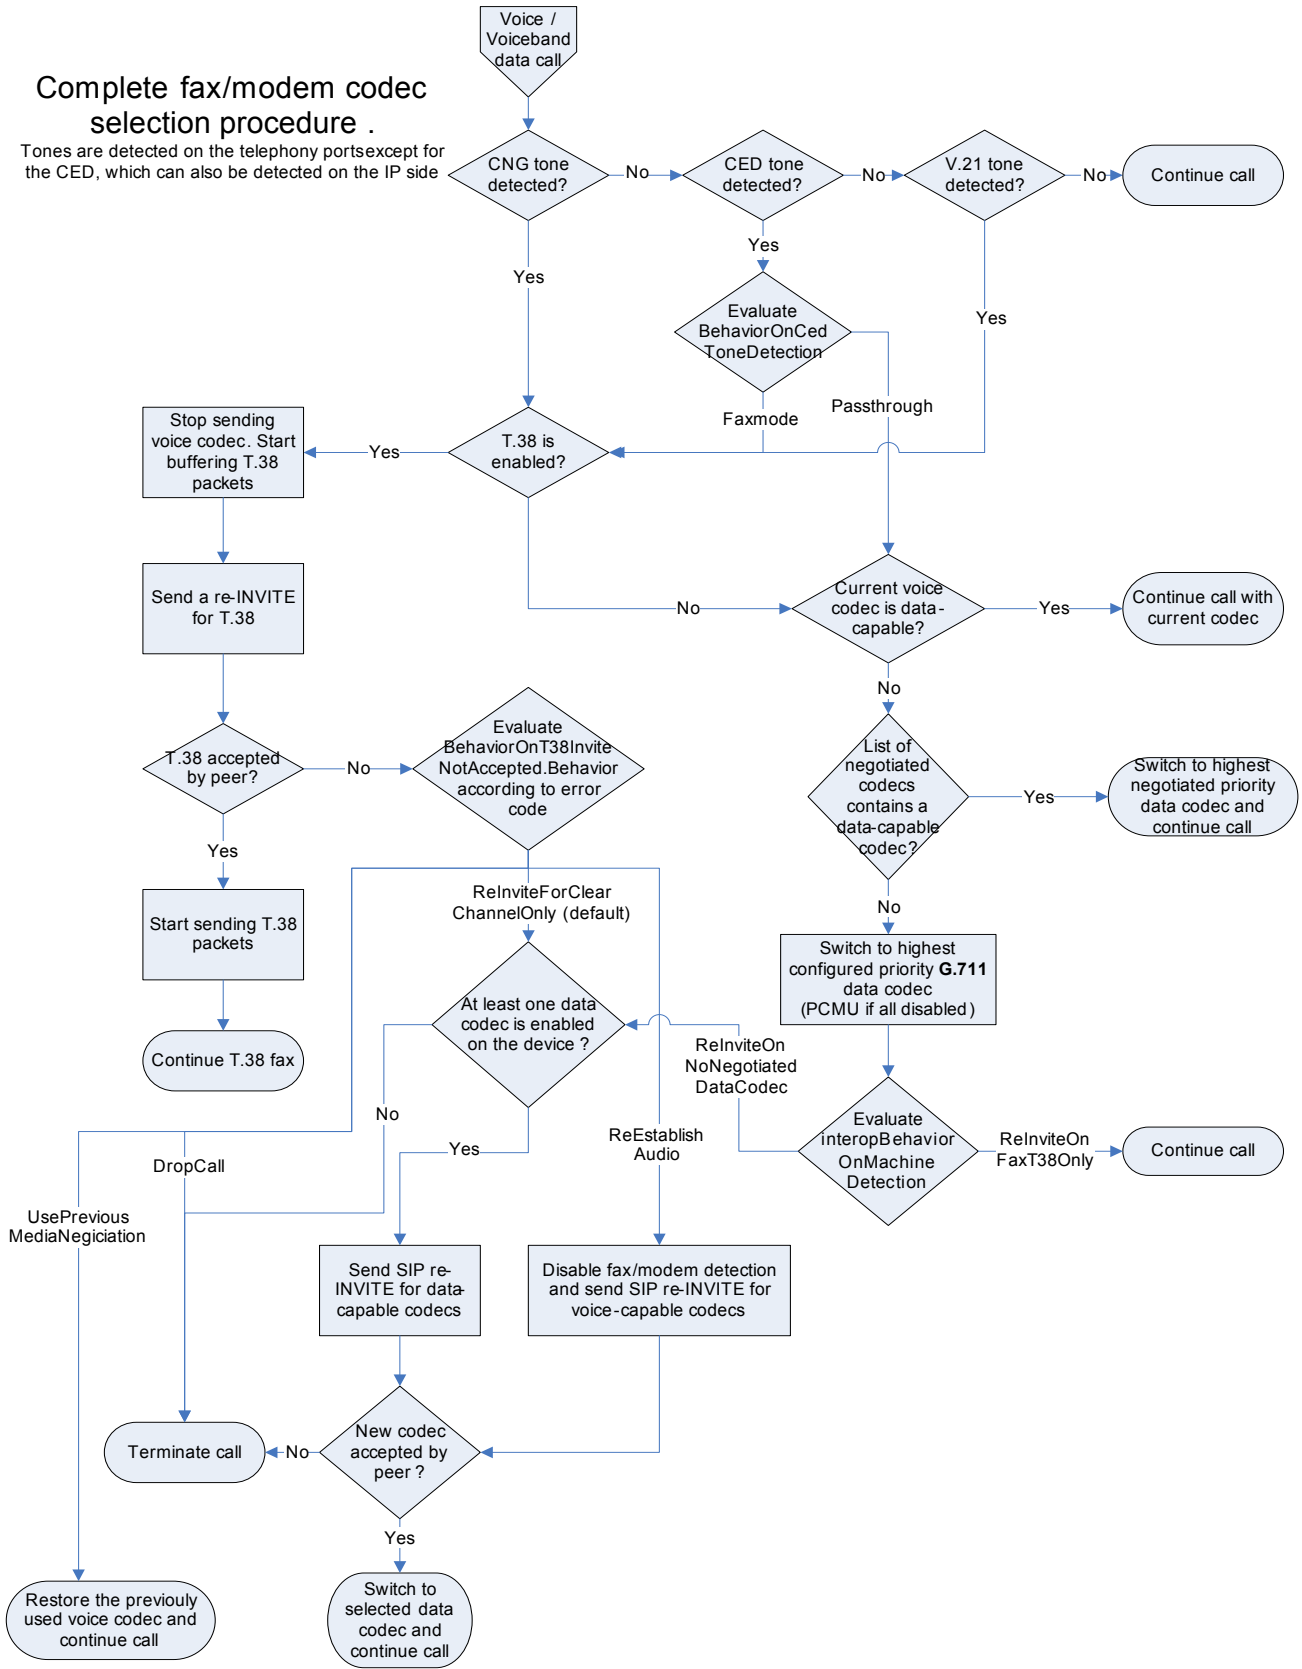 Voice /
Voiceband
data call
Complete fax/modem codec
selection procedure .
Tones are detected on the telephony portsexcept for
the CED, which can also be detected on the IP side
CNG tone
detected?
No
CED tone
detected?
No
V.21 tone
detected?
No
Continue call
Yes
Yes
Yes
Evaluate
BehaviorOnCed
ToneDetection
Faxmode
Passthrough
Stop sending
voice codec. Start
buffering T.38
packets
Yes
T.38 is
enabled?
Send a re-INVITE
for T.38
No
Current voice
codec is data-
capable?
Yes
Continue call with
current codec
No
T.38 accepted
by peer?
No
Evaluate
BehaviorOnT38Invite
NotAccepted.Behavior
according to error
code
List of
negotiated
codecs
contains a
data-capable
codec?
Yes
Switch to highest
negotiated priority
data codec and
continue call
Yes
ReInviteForClear
ChannelOnly (default)
No
Start sending T.38
packets
Switch to highest
configured priority G.711
data codec
(PCMU if all disabled)
At least one data
codec is enabled
on the device ?
Continue T.38 fax
ReInviteOn
NoNegotiated
DataCodec
No
Yes
ReEstablish
Audio
Evaluate
interopBehavior
OnMachine
Detection
ReInviteOn
FaxT38Only
Continue call
DropCall
UsePrevious
MediaNegiciation
Send SIP re-
INVITE for data-
capable codecs
Disable fax/modem detection
and send SIP re-INVITE for
voice-capable codecs
Terminate call
No
New codec
accepted by
peer ?
Yes
Restore the previouly
used voice codec and
continue call
Switch to
selected data
codec and
continue call